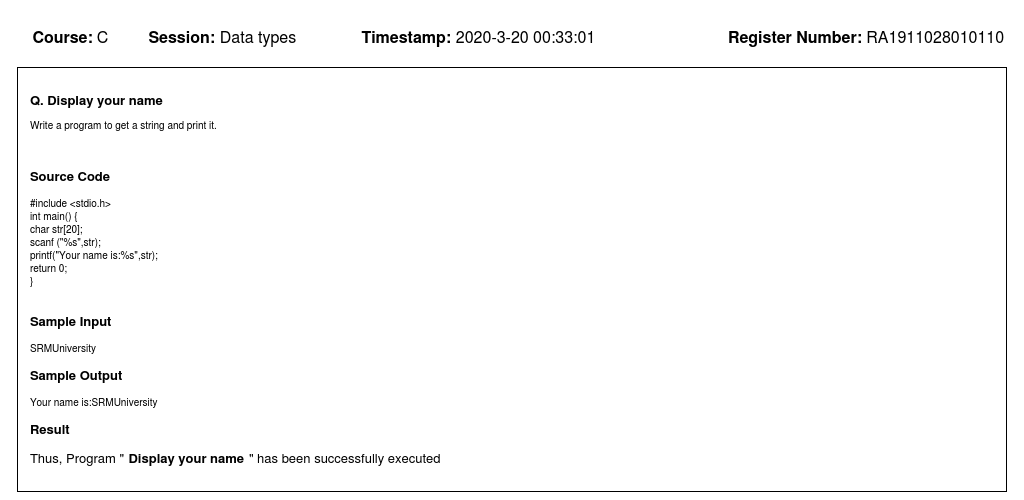 Course: C Session: Data types Timestamp: 2020-3-20 00:33:01 Register Number: RA1911028010110
Q. Display your name
Write a program to get a string and print it.
Source Code
#include <stdio.h>
int main() {
char str[20];
scanf ("%s",str);
printf("Your name is:%s",str);
return 0;
}
Sample Input
SRMUniversity
Sample Output
Your name is:SRMUniversity
Result
Thus, Program " Display your name " has been successfully executed